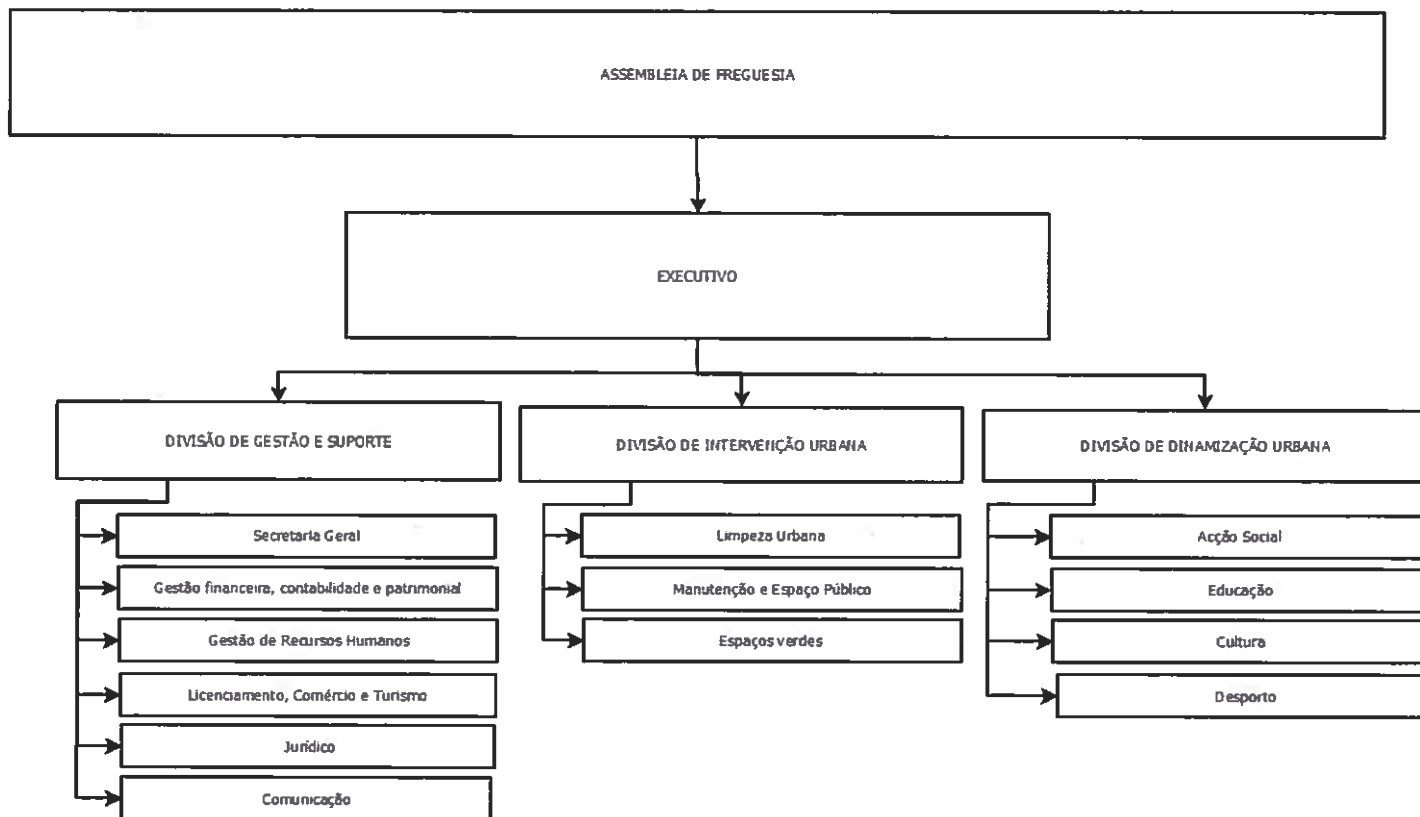 ASSEMBLEIA DE FREGUESIA
EXECUTIVO
DIVISÃO DE GESTÃO E SUPORTE
Secretaria Geral
Gestão financeira, contabilidade e patrimonial
Gestão de Recursos Humanos
Licenciamento, Comércio e Turismo
Jurídico
Comunicação
DIVISÃO DE INTERVENÇÃO URBANA
Limpeza Urbana
Manutenção e Espaço Público
Espaços verdes
DIVISÃO DE DINAMIZAÇÃO URBANA
Acção Social
Educação
Cultura
Desporto